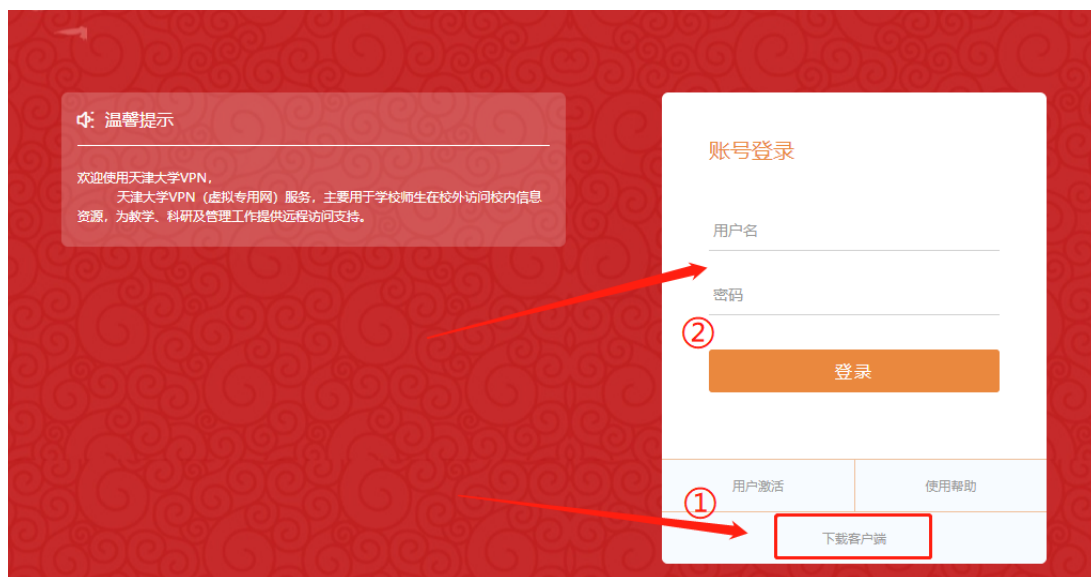 温馨提示
欢迎使用天津大学VPN,
天津大学VPN（虚拟专用网）服务，主要用于学校师生在校外访问校内信息
资源，为教学、科研及管理工作提供远程访问支持。
账号登录
用户名
密码
②
登录
用户激活
使用帮助
①
下载客户端